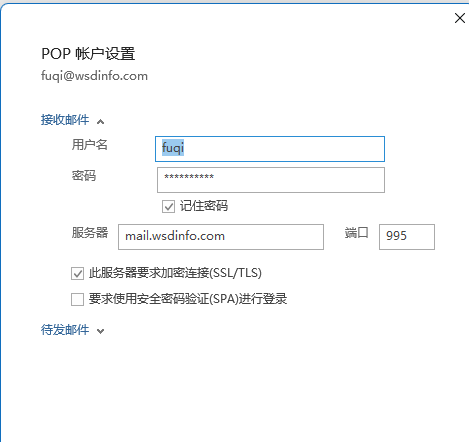 POP 帐户设置
fuqi@wsdinfo.com
接收邮件
用户名 fuqi
密码 **********
记住密码
服务器 mail.wsdinfo.com 端口 995
此服务器要求加密连接(SSL/TLS)
要求使用安全密码验证(SPA)进行登录
待发邮件